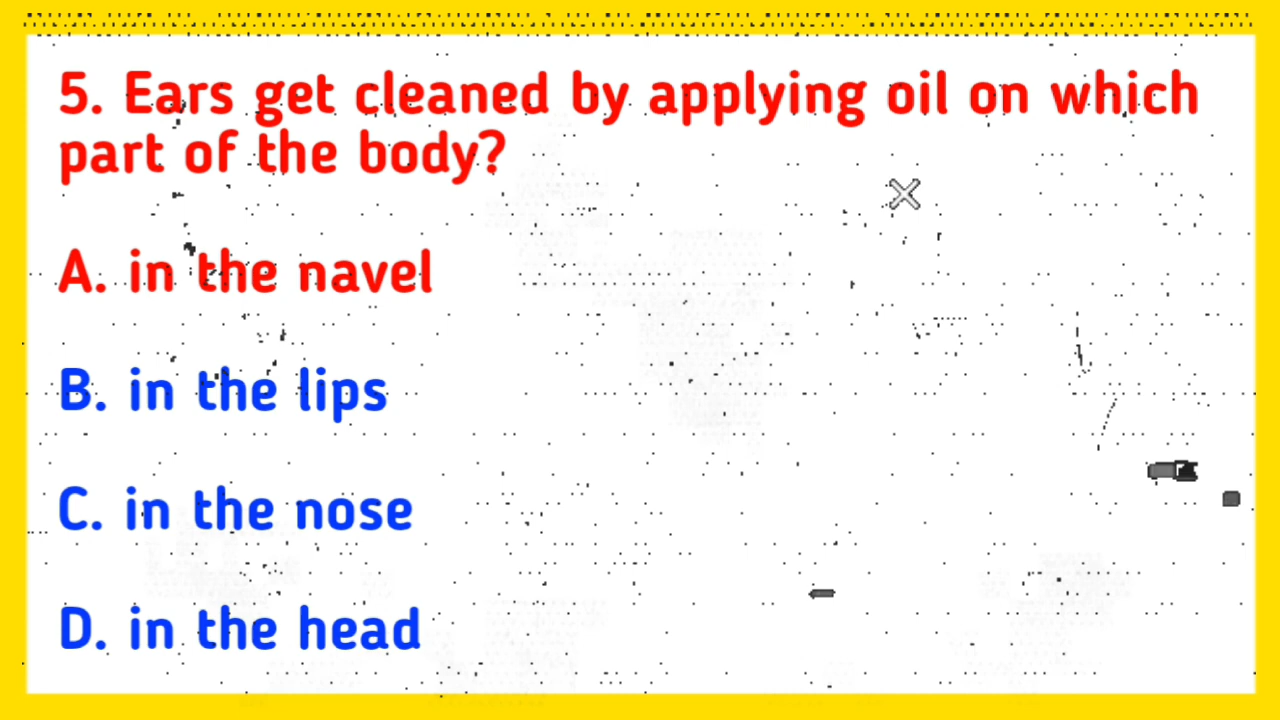 5. Ears get cleaned by applying oil on which
part of the body?
A. in the navel
B. in the lips
C. in the nose
D. in the head